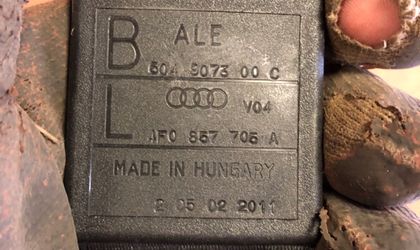 B ALE
604 9073 00 C
V04
L 4F0 857 705 A
MADE IN HUNGARY
2 05 02 2011